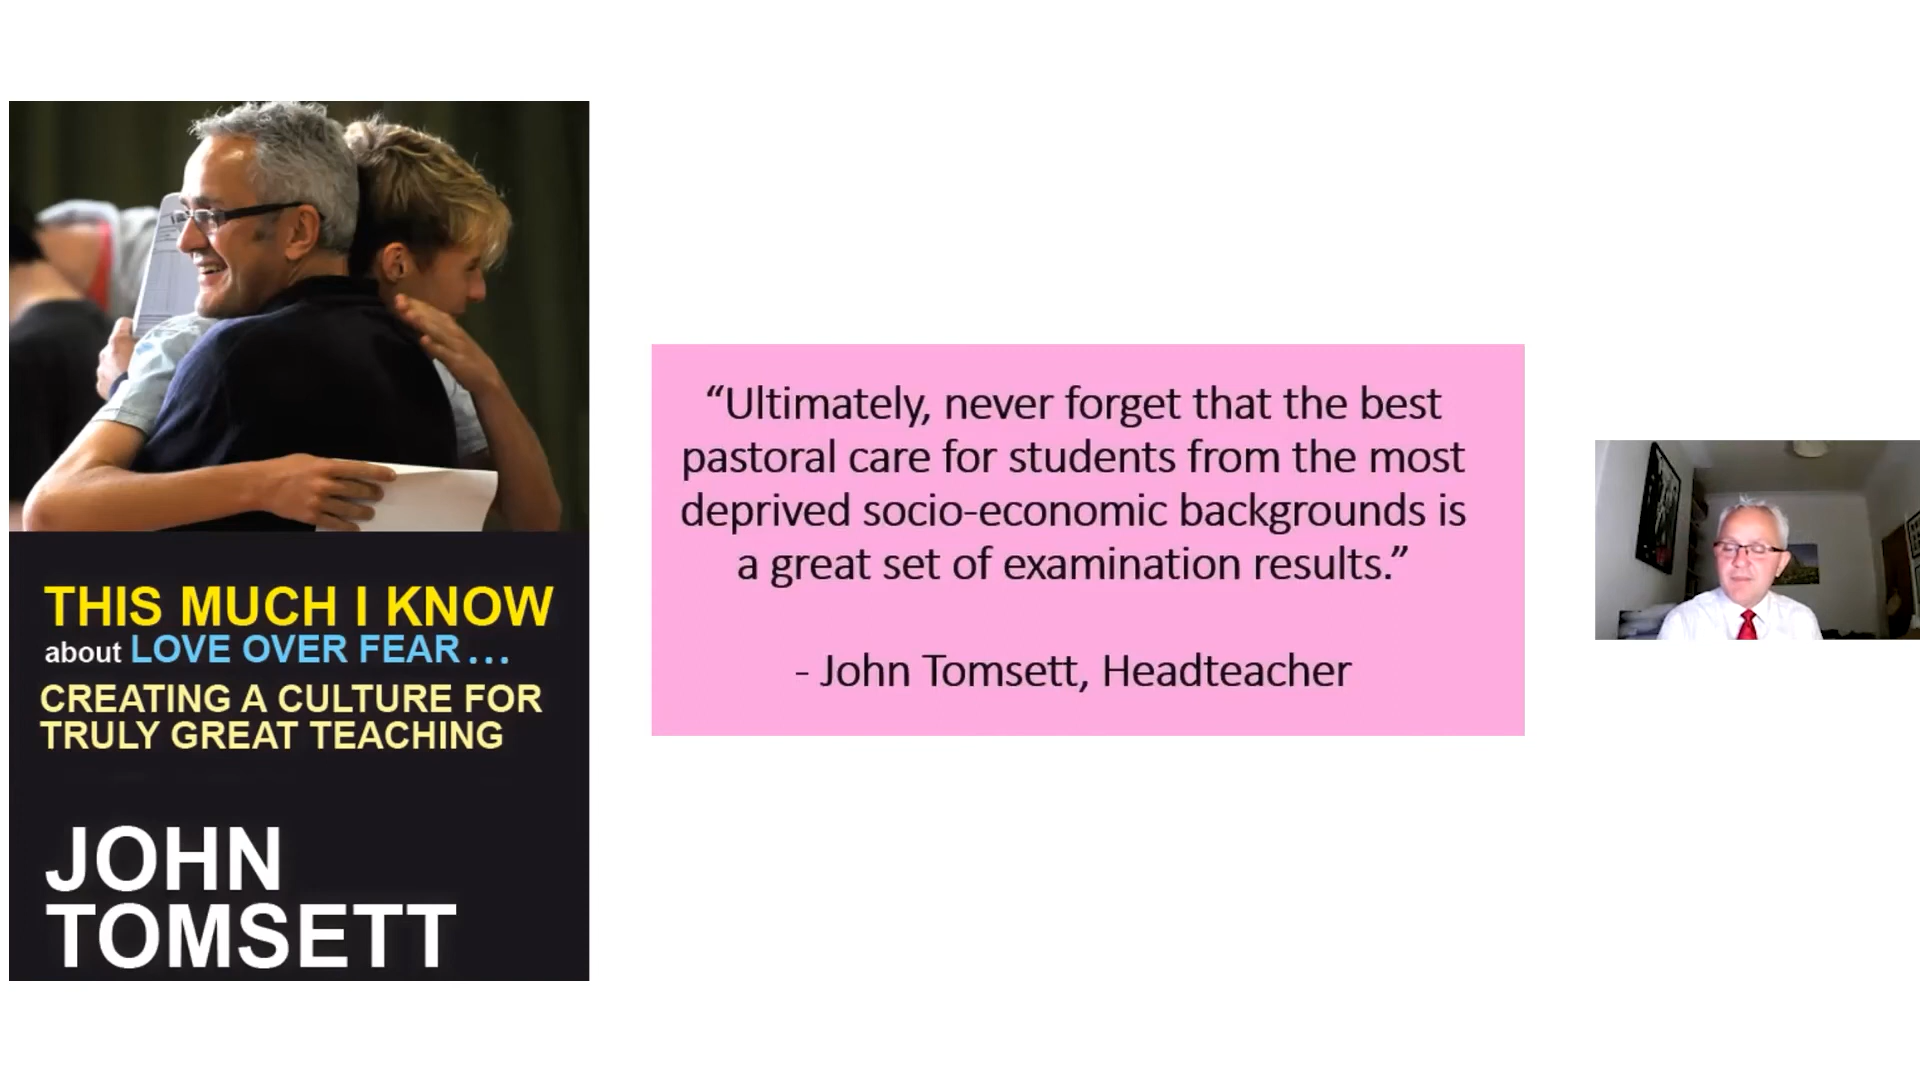 THIS MUCH I KNOW
about LOVE OVER FEAR...
CREATING A CULTURE FOR
TRULY GREAT TEACHING
JOHN
TOMSETT
“Ultimately, never forget that the best
pastoral care for students from the most
deprived socio-economic backgrounds is
a great set of examination results.”
- John Tomsett, Headteacher